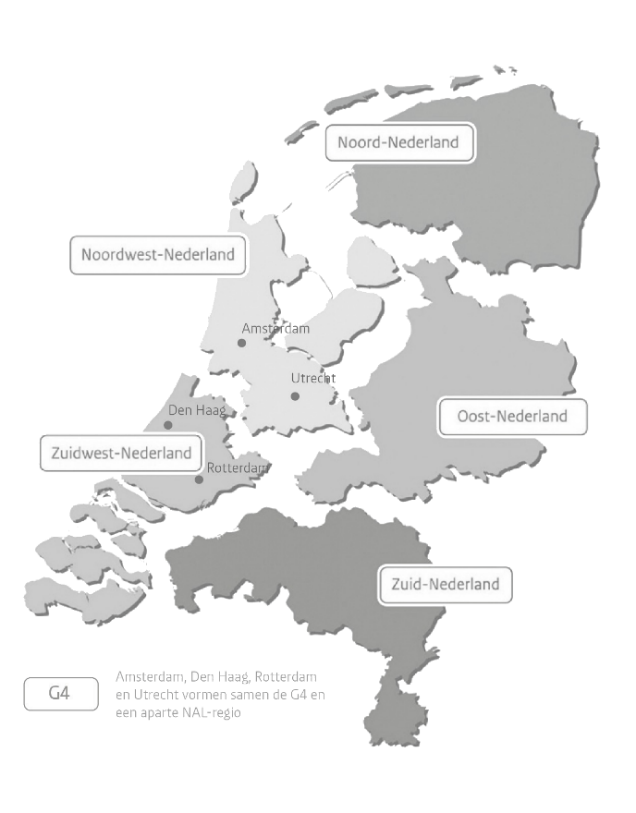 Noord-Nederland
Noordwest-Nederland
Amsterdam
Utrecht
Den Haag
Oost-Nederland
Zuidwest-Nederland
Rotterdam
Zuid-Nederland
G4
Amsterdam, Den Haag, Rotterdam
en Utrecht vormen samen de G4 en
een aparte NAL-regio